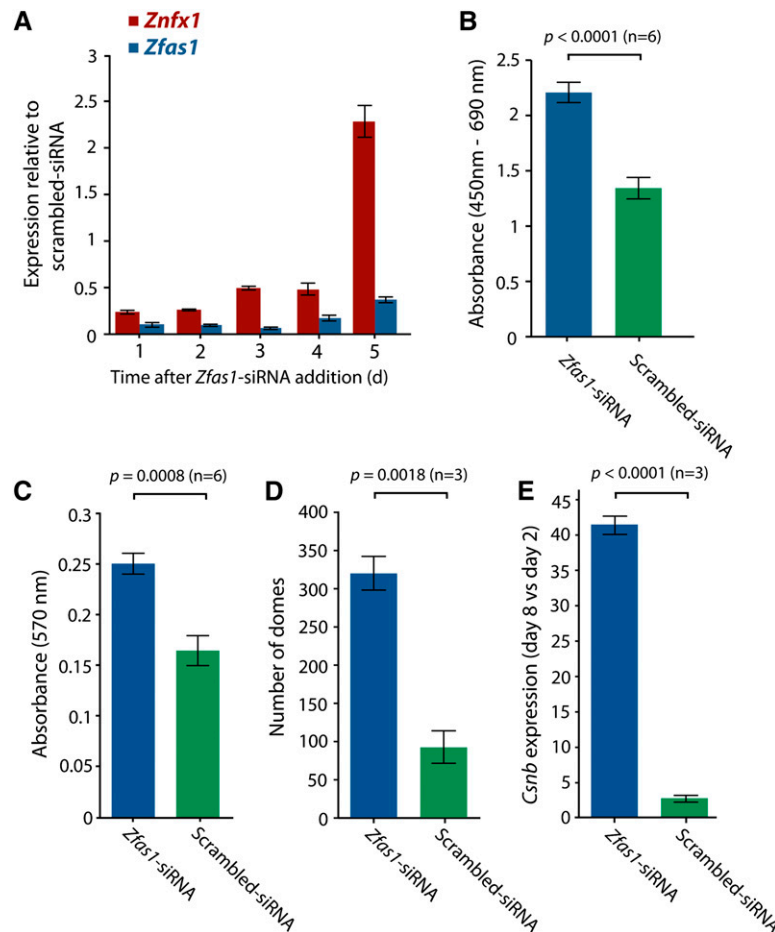 A
Znfx1
Zfas1
Expression relative to
scrambled-siRNA
3
2.5
2
1.5
1
0.5
0
1 2 3 4 5
Time after Zfas1-siRNA addition (d)
B
p < 0.0001 (n=6)
Absorbance (450nm - 690 nm)
2.5
2
1.5
1
0.5
0
Zfas1-siRNA
Scrambled-siRNA
C
p = 0.0008 (n=6)
Absorbance (570 nm)
0.3
0.25
0.2
0.15
0.1
0.05
0
Zfas1-siRNA
Scrambled-siRNA
D
p = 0.0018 (n=3)
Number of domes
400
350
300
250
200
150
100
50
0
Zfas1-siRNA
Scrambled-siRNA
E
p < 0.0001 (n=3)
Csnb expression (day 8 vs day 2)
45
40
35
30
25
20
15
10
5
0
Zfas1-siRNA
Scrambled-siRNA